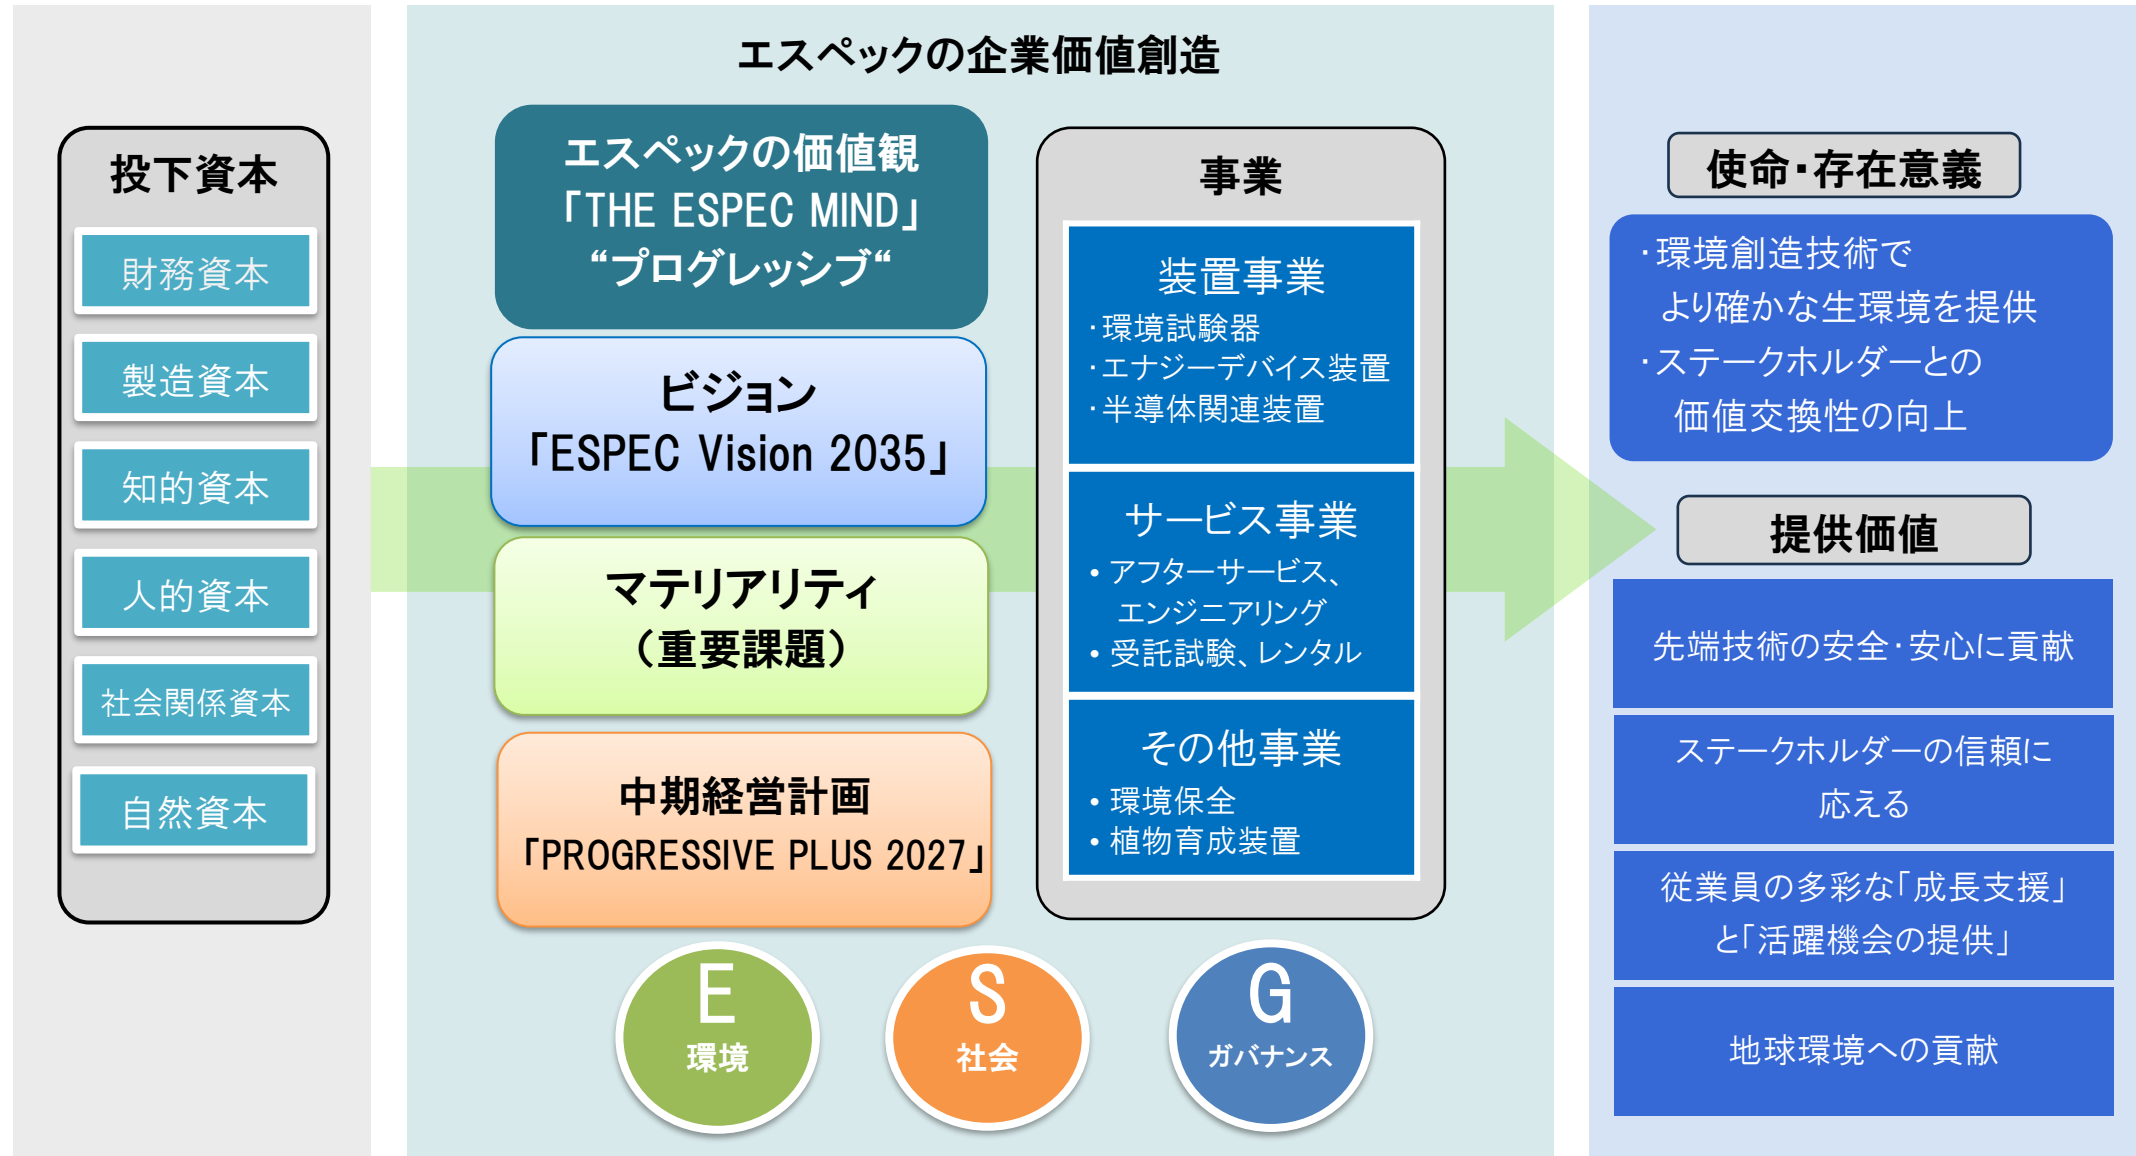 投下資本
財務資本
製造資本
知的資本
人的資本
社会関係資本
自然資本
エスペックの企業価値創造
エスペックの価値観
「THE ESPEC MIND」
“プログレッシブ“
ビジョン
「ESPEC Vision 2035」
マテリアリティ
（重要課題）
中期経営計画
「PROGRESSIVE PLUS 2027」
事業
装置事業
・環境試験器
・エナジーデバイス装置
・半導体関連装置
サービス事業
• アフターサービス、
エンジニアリング
• 受託試験、レンタル
その他事業
• 環境保全
• 植物育成装置
E
環境
S
社会
G
ガバナンス
使命・存在意義
・環境創造技術で
より確かな生環境を提供
・ステークホルダーとの
価値交換性の向上
提供価値
先端技術の安全・安心に貢献
ステークホルダーの信頼に
応える
従業員の多彩な「成長支援」
と「活躍機会の提供」
地球環境への貢献